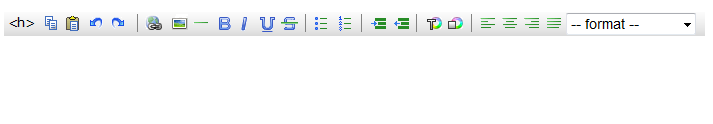 <h> B I U S T -- format --